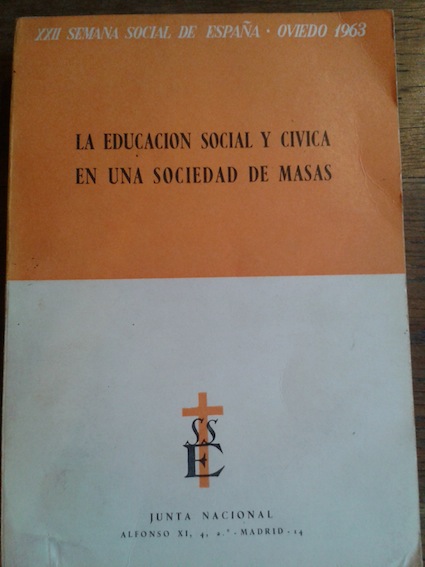 XXII SEMANA SOCIAL DE ESPAÑA · OVIEDO 1963
LA EDUCACION SOCIAL Y CIVICA
EN UNA SOCIEDAD DE MASAS
SS
E
JUNTA NACIONAL
ALFONSO XI, 4, 2.º - MADRID - 14